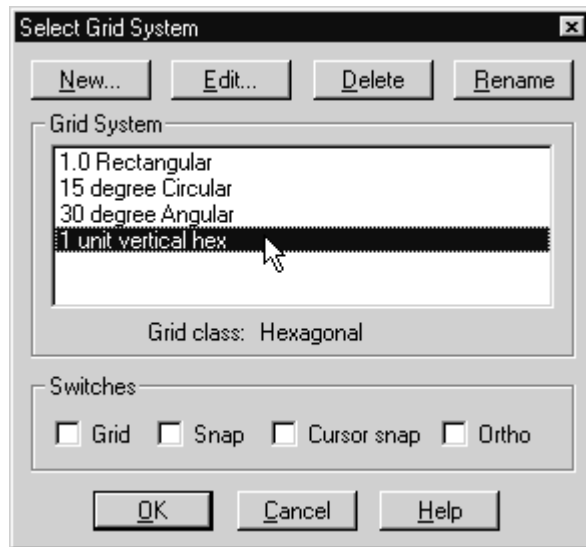 Select Grid System
New... Edit... Delete Rename
Grid System
1.0 Rectangular
15 degree Circular
30 degree Angular
1 unit vertical hex
Grid class: Hexagonal
Switches
Grid Snap Cursor snap Ortho
OK Cancel Help